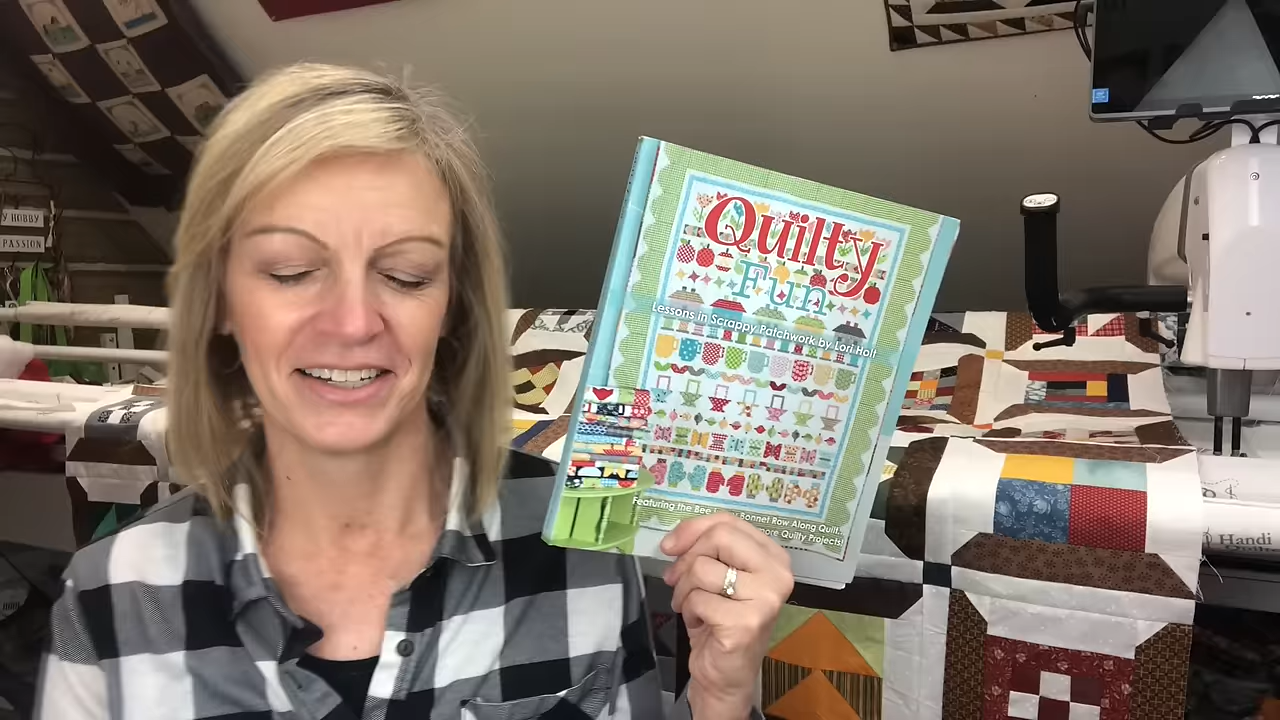 Y HOBBY
PASSION
Quilty
Fun
Lessons in Scrappy Patchwork by Lori Holt
Featuring the Bee Bonnet Row Along Quilt..
more Quilty Projects!
Handi